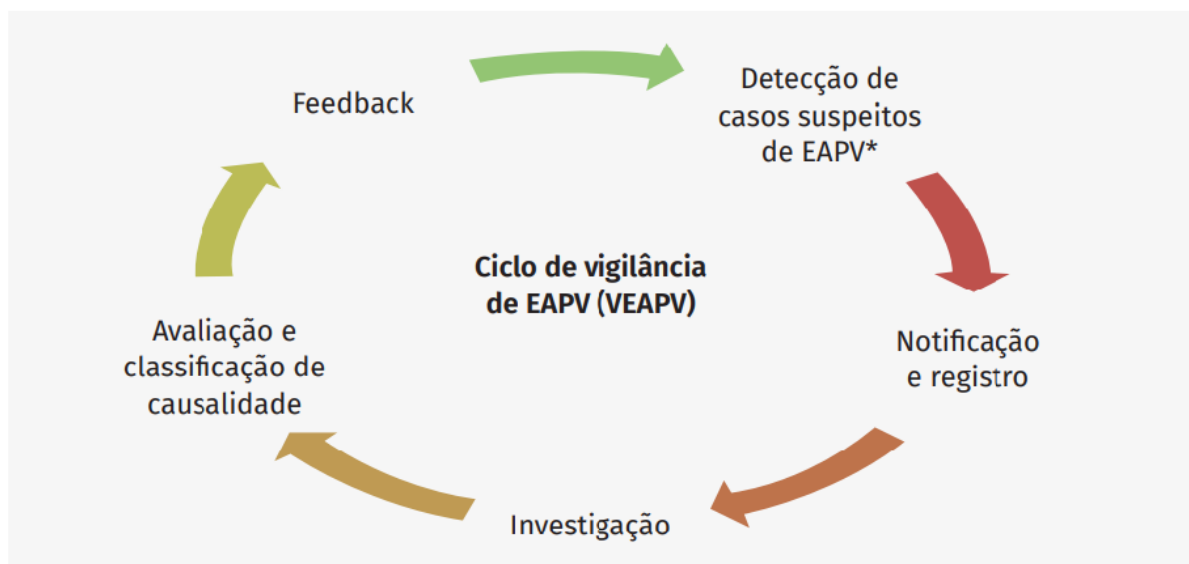 Feedback
Detecção de
casos suspeitos
de EAPV*
Ciclo de vigilância
de EAPV (VEAPV)
Notificação
e registro
Avaliação e
classificação de
causalidade
Investigação